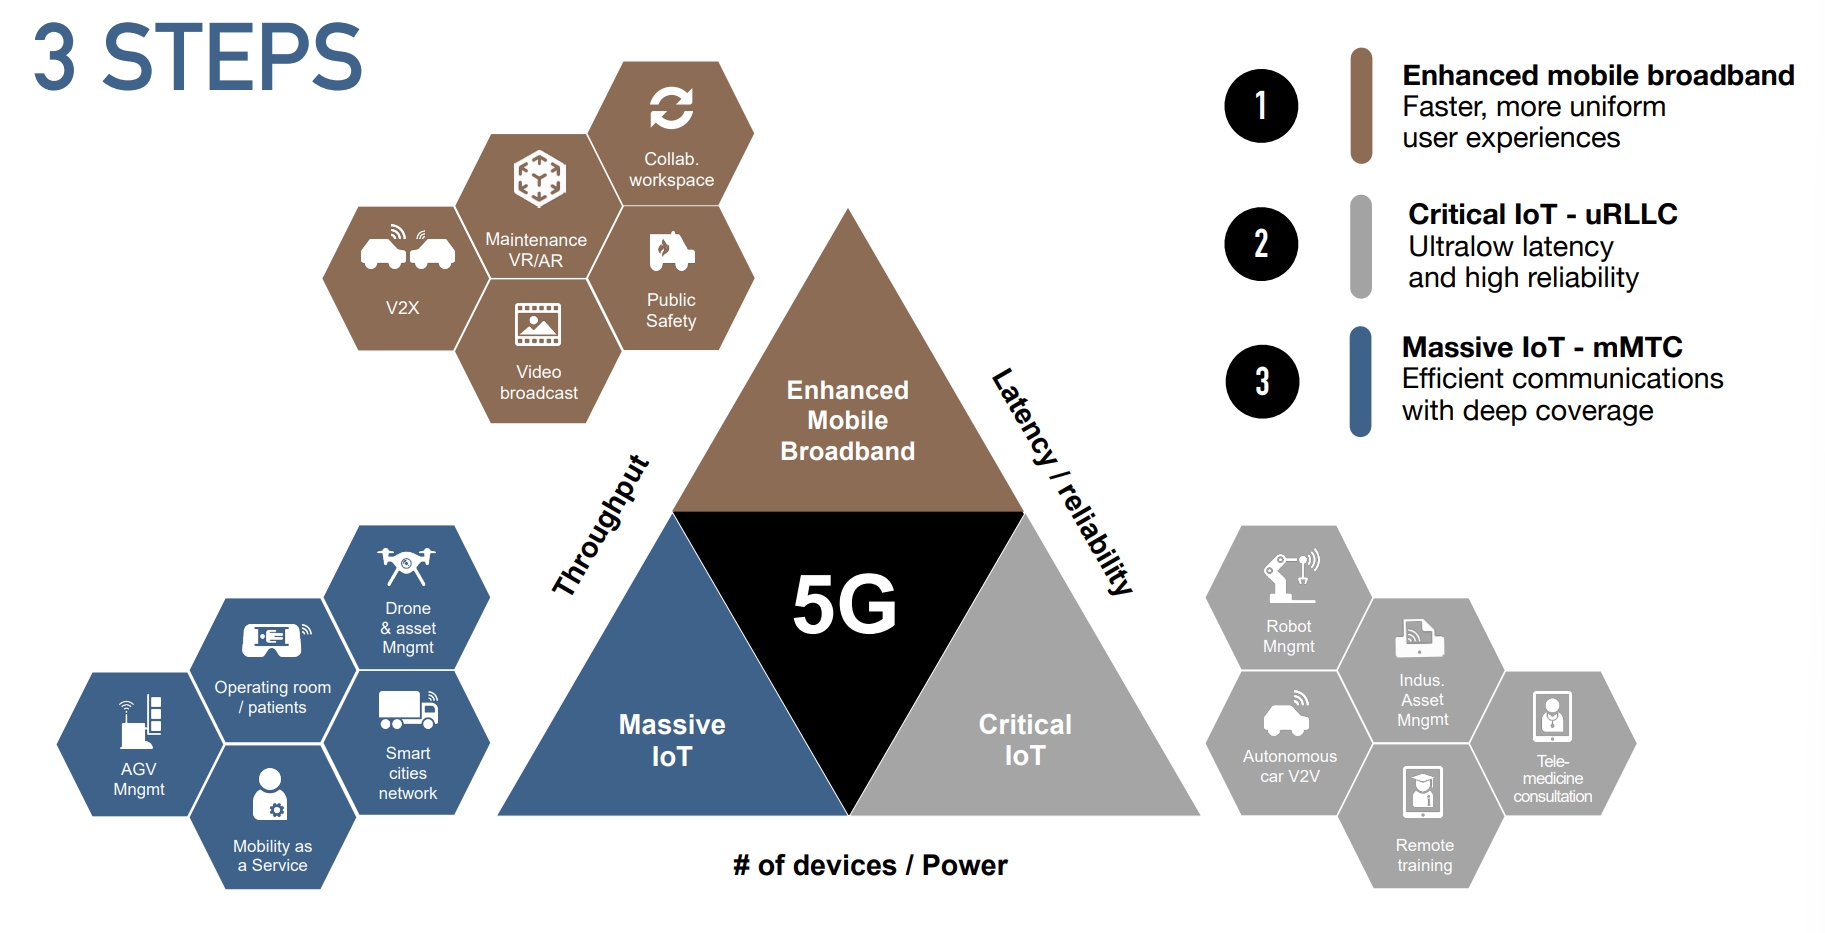 3 STEPS
Collab.
workspace
Maintenance
VR/AR
V2X
Public
Safety
Video
broadcast
1
Enhanced mobile broadband
Faster, more uniform
user experiences
2
Critical IoT - uRLLC
Ultralow latency
and high reliability
3
Massive IoT - mMTC
Efficient communications
with deep coverage
Enhanced
Mobile
Broadband
Throughput
Latency / reliability
5G
Massive
IoT
Critical
IoT
# of devices / Power
Drone
& asset
Mngmt
Operating room
/ patients
AGV
Mngmt
Smart
cities
network
Mobility as
a Service
Robot
Mngmt
Indus.
Asset
Mngmt
Autonomous
car V2V
Tele-
medicine
consultation
Remote
training